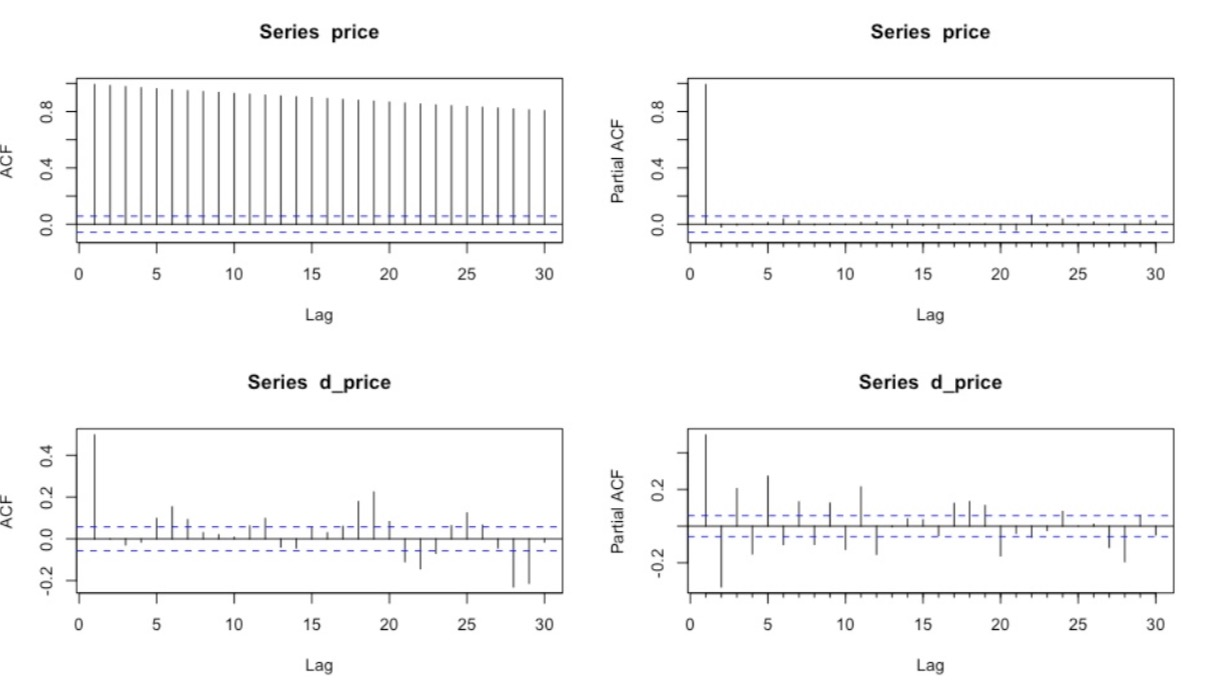 Series price
Series price
ACF
0.0 0.4 0.8
0 5 10 15 20 25 30
Lag
Partial ACF
0.0 0.4 0.8
0 5 10 15 20 25 30
Lag
Series d_price
Series d_price
ACF
-0.2 0.0 0.2 0.4
0 5 10 15 20 25 30
Lag
Partial ACF
-0.2 0.2
0 5 10 15 20 25 30
Lag